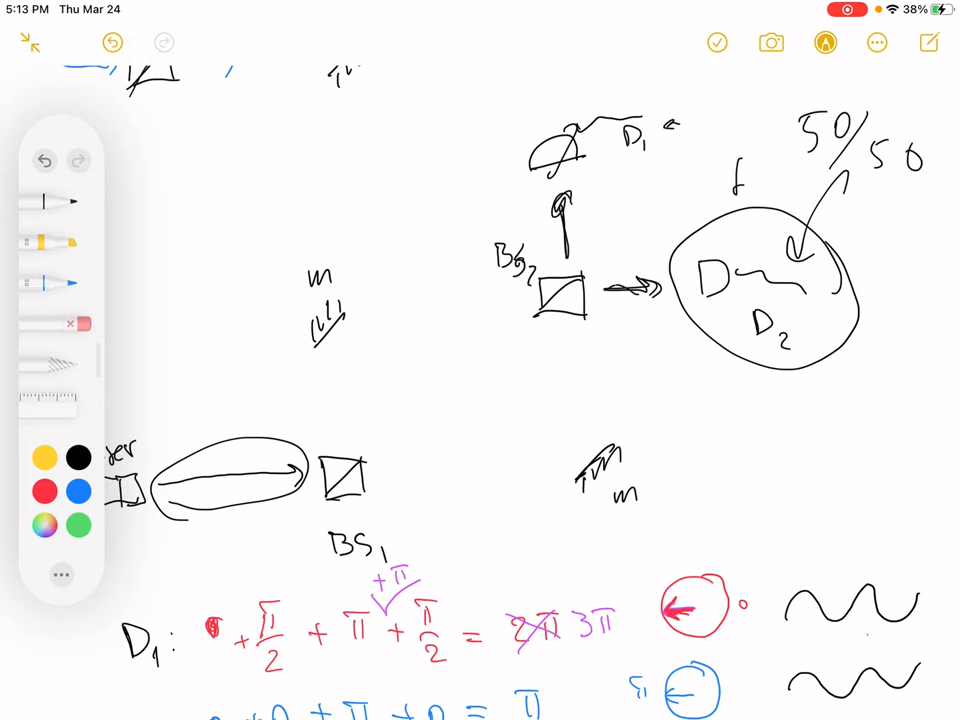 5:13 PM Thu Mar 24
38%
D₁
50/50
BS₂
m
D
D₂
BS₁
m
+π
D₁: + π/2 + π + π/2 = 2π 3π
0
π
+ π + 0 = π